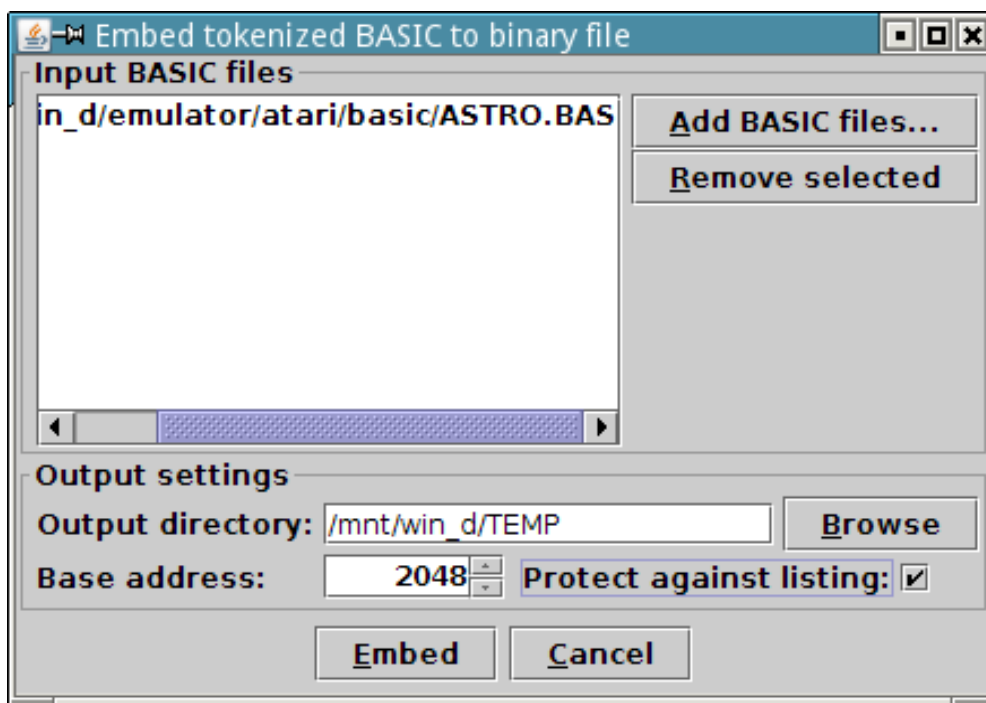 Embed tokenized BASIC to binary file
Input BASIC files
in_d/emulator/atari/basic/ASTRO.BAS
Add BASIC files...
Remove selected
Output settings
Output directory: /mnt/win_d/TEMP Browse
Base address: 2048 Protect against listing:
Embed Cancel